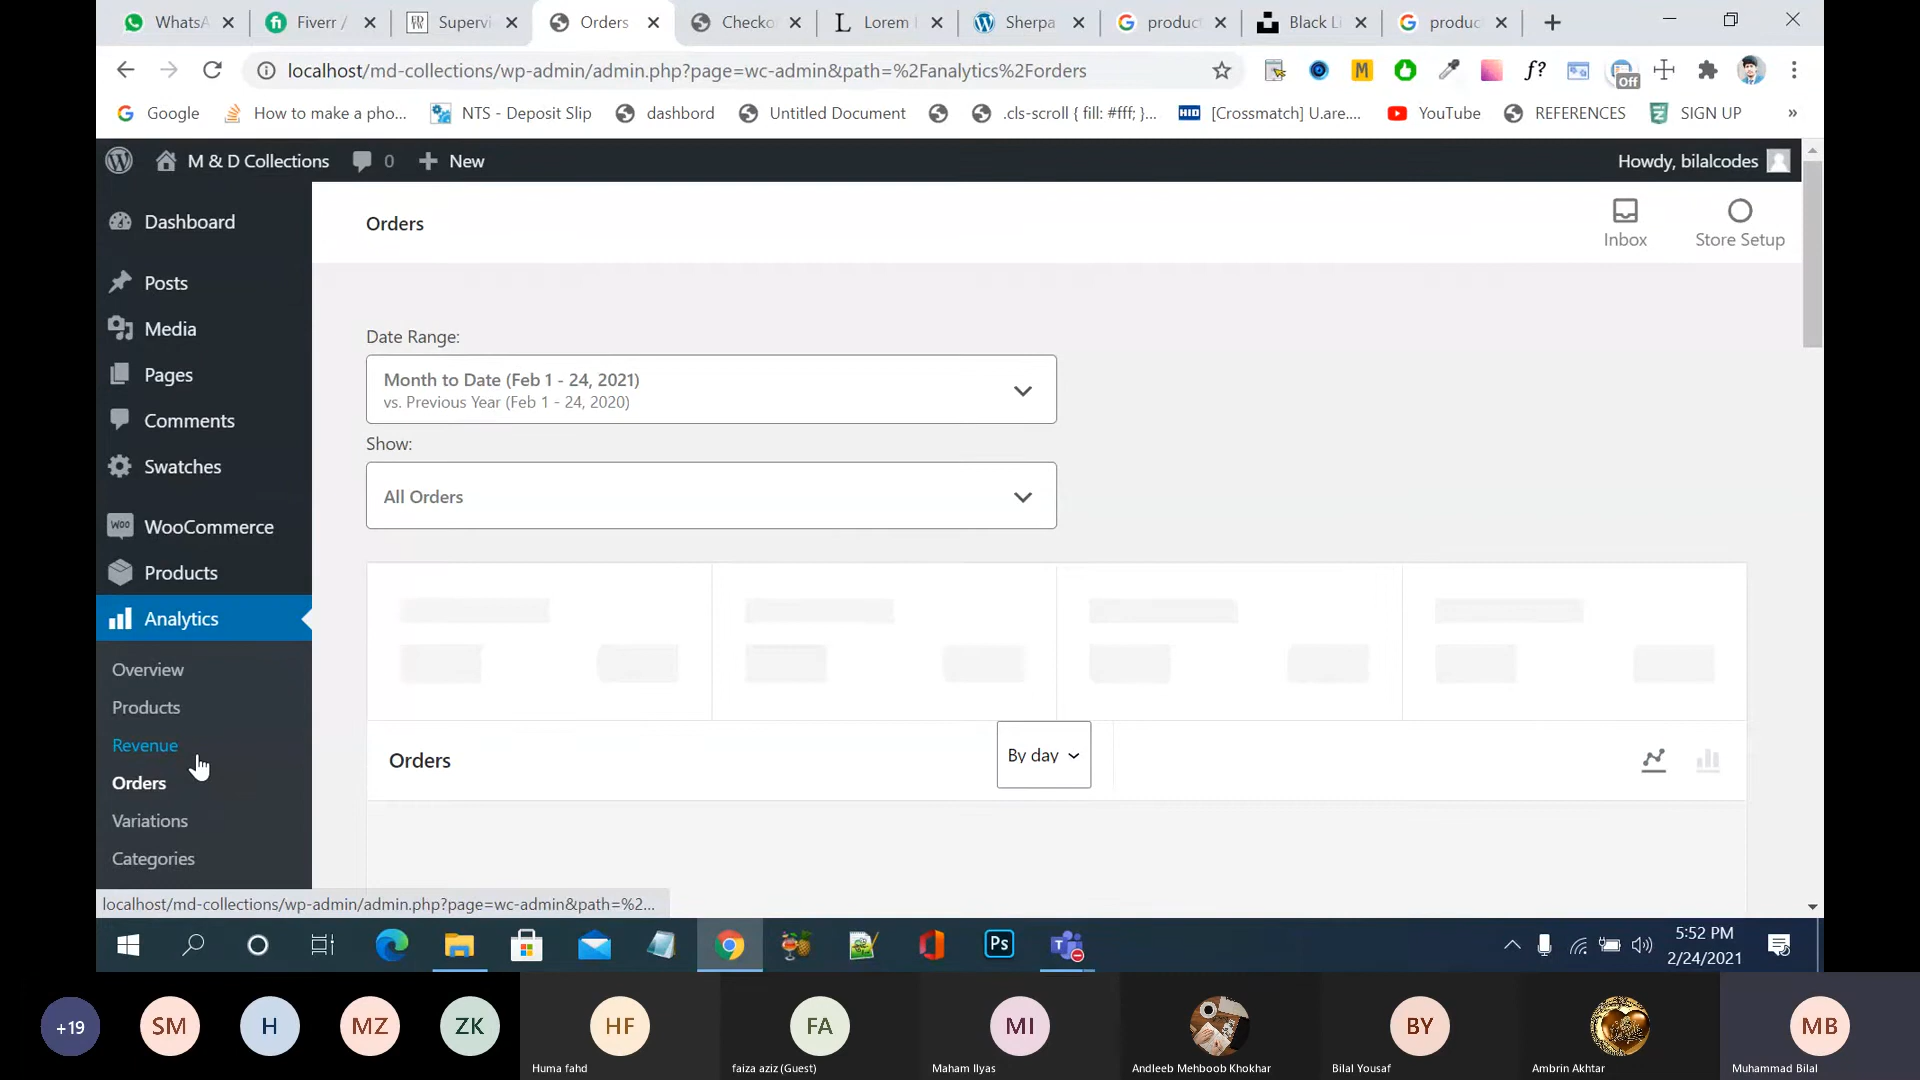 WhatsA
Fiverr /
Supervi
Orders
Checko
Lorem
Sherpa
product
Black Li
produc
localhost/md-collections/wp-admin/admin.php?page=wc-admin&path=%2Fanalytics%2Forders
M
f?
Off
Google
How to make a pho...
NTS - Deposit Slip
dashbord
Untitled Document
.cls-scroll { fill: #fff; }...
HID
[Crossmatch] U.are....
YouTube
REFERENCES
SIGN UP
»
M & D Collections
0
New
Howdy, bilalcodes
Dashboard
Posts
Media
Pages
Comments
Swatches
Woo
WooCommerce
Products
Analytics
Overview
Products
Revenue
Orders
Variations
Categories
Orders
Inbox
Store Setup
Date Range:
Month to Date (Feb 1 - 24, 2021)
vs. Previous Year (Feb 1 - 24, 2020)
Show:
All Orders
Orders
By day
localhost/md-collections/wp-admin/admin.php?page=wc-admin&path=%2...
Ps
5:52 PM
2/24/2021
+19
SM
H
MZ
ZK
HF
FA
MI
BY
MB
Huma fahd
faiza aziz (Guest)
Maham Ilyas
Andleeb Mehboob Khokhar
Bilal Yousaf
Ambrin Akhtar
Muhammad Bilal